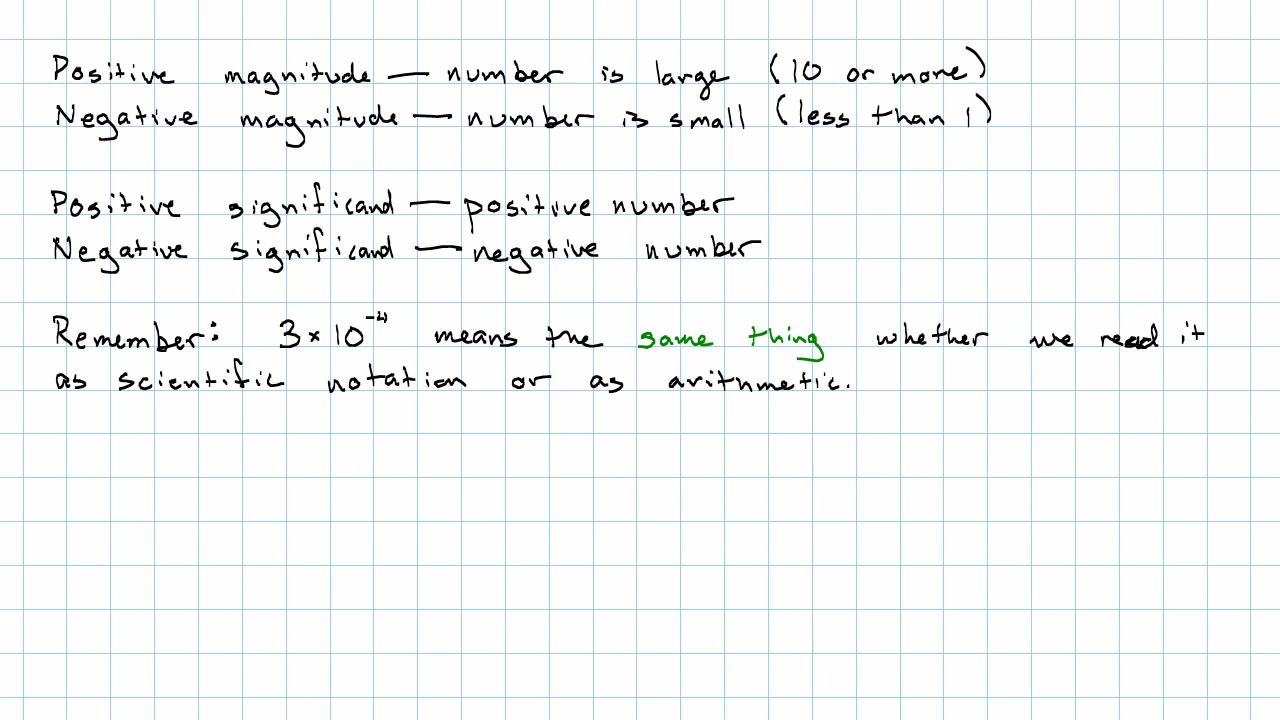 Positive magnitude — number is large (10 or more)
Negative magnitude — number is small (less than 1)
Positive significand — positive number
Negative significand — negative number
Remember: 3 × 10⁻⁴ means the same thing whether we read it
as scientific notation or as arithmetic.